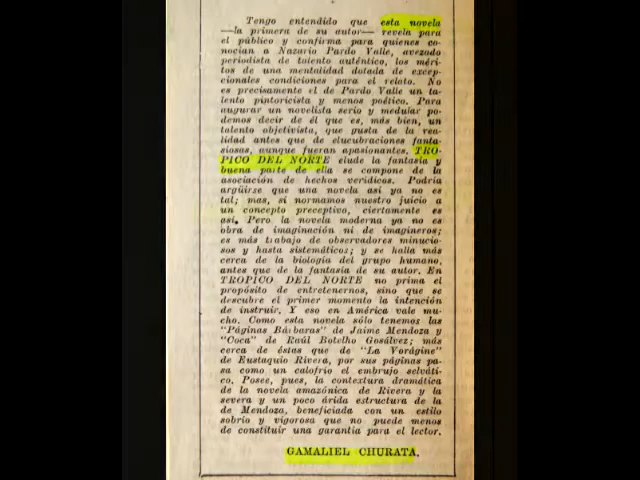 Tengo entendido que esta novela
—la primera de su autor— revela para
el público y confirma para quienes co-
nocían a Nazario Pardo Valle, avezado
periodista de talento auténtico, los méri-
tos de una mentalidad dotada de excep-
cionales condiciones para el relato. No
es precisamente el de Pardo Valle un ta-
lento pintoricista y menos poético. Para
augurar un novelista serio y medular po-
demos decir de él que es, más bien, un
talento objetivista, que gusta de la rea-
lidad antes que de elucubraciones fanta-
siosas, aunque fueran apasionantes. TRO-
PICO DEL NORTE elude la fantasía y
buena parte de ella se compone de la
asociación de hechos verídicos. Podría
argüirse que una novela así ya no es
tal; mas, si normamos nuestro juicio a
un concepto preceptivo, ciertamente es
así. Pero la novela moderna ya no es
obra de imaginación ni de imagineros;
es más trabajo de observadores minucio-
sos y hasta sistemáticos; y se halla más
cerca de la biología del grupo humano,
antes que de la fantasía de su autor. En
TROPICO DEL NORTE no prima el
propósito de entretenernos, sino que se
descubre el primer momento la intención
de instruir. Y eso en América vale mu-
cho. Como esta novela sólo tenemos las
"Páginas Bárbaras" de Jaime Mendoza y
"Coca" de Raúl Botelho Gosálvez; más
cerca de éstas que de "La Vorágine"
de Eustaquio Rivera, por sus páginas pa-
sa como un calofrío el embrujo selváti-
co. Posee, pues, la contextura dramática
de la novela amazónica de Rivera y la
severa y un poco árida estructura de la
de Mendoza, beneficiada con un estilo
sobrio y vigoroso que no puede menos
de constituir una garantía para el lector.
GAMALIEL CHURATA.